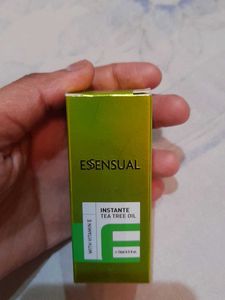 ESSENSUAL
INSTANTE
TEA TREE OIL
WITH VITAMIN E